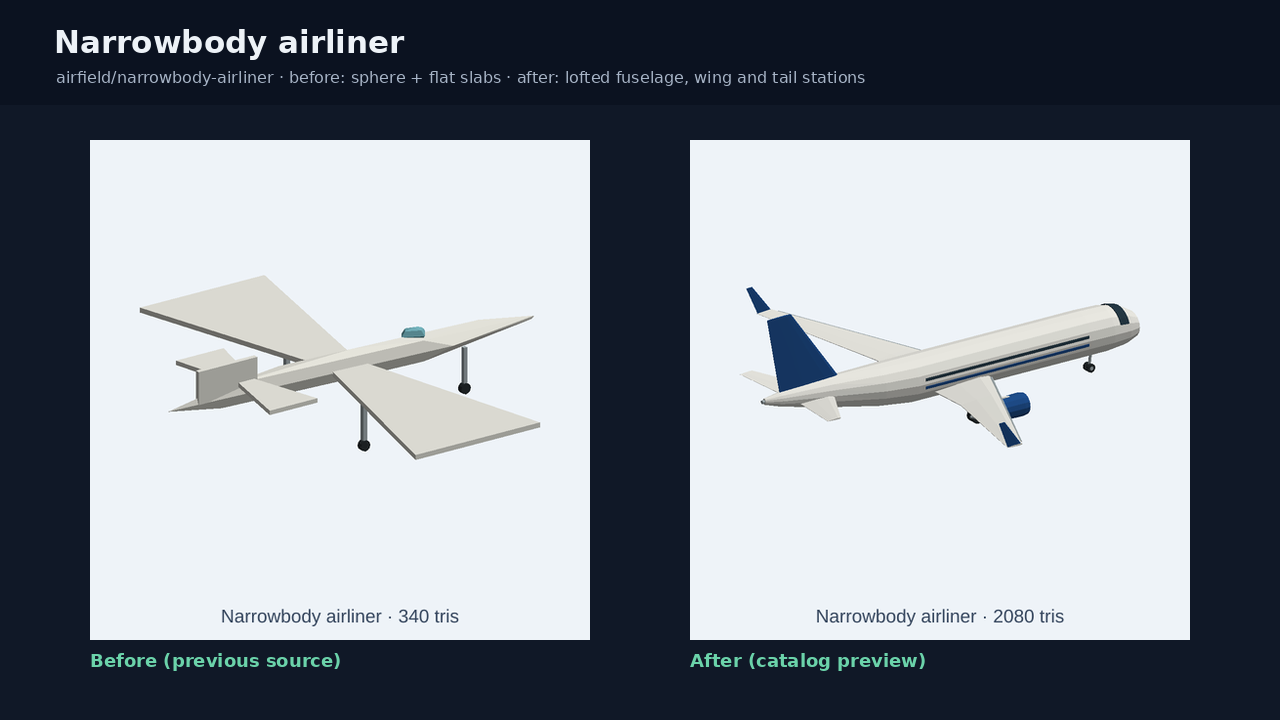 Narrowbody airliner
airfield/narrowbody-airliner · before: sphere + flat slabs · after: lofted fuselage, wing and tail stations
Narrowbody airliner · 340 tris
Narrowbody airliner · 2080 tris
Before (previous source)
After (catalog preview)